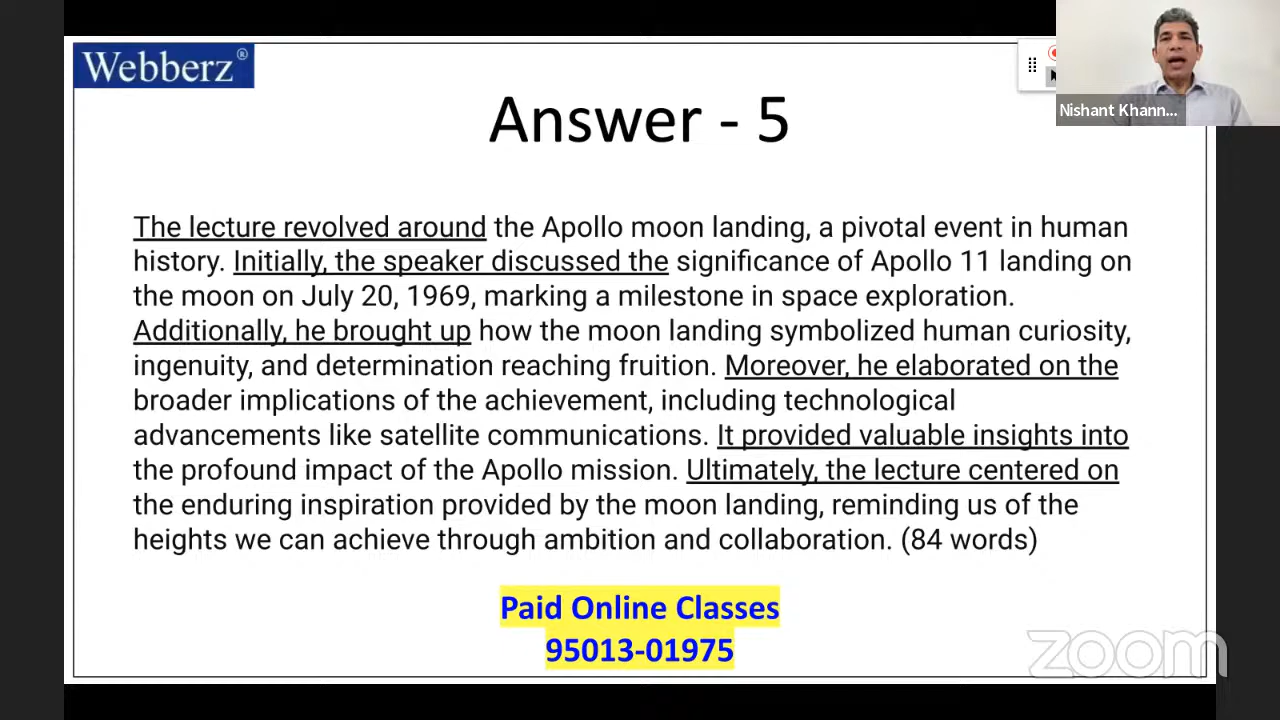 Webberz®
Nishant Khann...
Answer - 5
The lecture revolved around the Apollo moon landing, a pivotal event in human
history. Initially, the speaker discussed the significance of Apollo 11 landing on
the moon on July 20, 1969, marking a milestone in space exploration.
Additionally, he brought up how the moon landing symbolized human curiosity,
ingenuity, and determination reaching fruition. Moreover, he elaborated on the
broader implications of the achievement, including technological
advancements like satellite communications. It provided valuable insights into
the profound impact of the Apollo mission. Ultimately, the lecture centered on
the enduring inspiration provided by the moon landing, reminding us of the
heights we can achieve through ambition and collaboration. (84 words)
Paid Online Classes
95013-01975
zoom